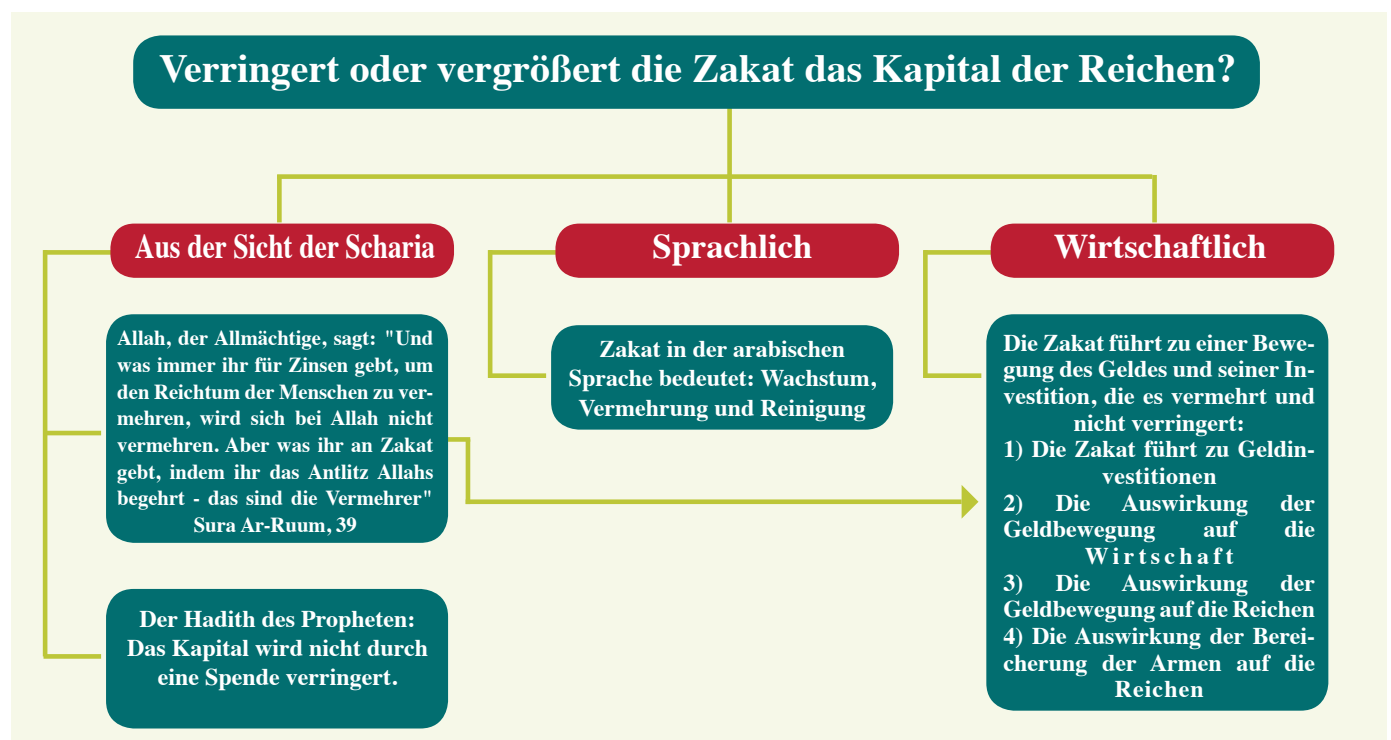 Verringert oder vergrößert die Zakat das Kapital der Reichen?
Aus der Sicht der Scharia
Allah, der Allmächtige, sagt: "Und
was immer ihr für Zinsen gebt, um
den Reichtum der Menschen zu ver-
mehren, wird sich bei Allah nicht
vermehren. Aber was ihr an Zakat
gebt, indem ihr das Antlitz Allahs
begehrt - das sind die Vermehrer"
Sura Ar-Ruum, 39
Der Hadith des Propheten:
Das Kapital wird nicht durch
eine Spende verringert.
Sprachlich
Zakat in der arabischen
Sprache bedeutet: Wachstum,
Vermehrung und Reinigung
Wirtschaftlich
Die Zakat führt zu einer Bewe-
gung des Geldes und seiner In-
vestition, die es vermehrt und
nicht verringert:
1) Die Zakat führt zu Geldin-
vestitionen
2) Die Auswirkung der
Geldbewegung auf die
Wirtschaft
3) Die Auswirkung der
Geldbewegung auf die Reichen
4) Die Auswirkung der Berei-
cherung der Armen auf die
Reichen